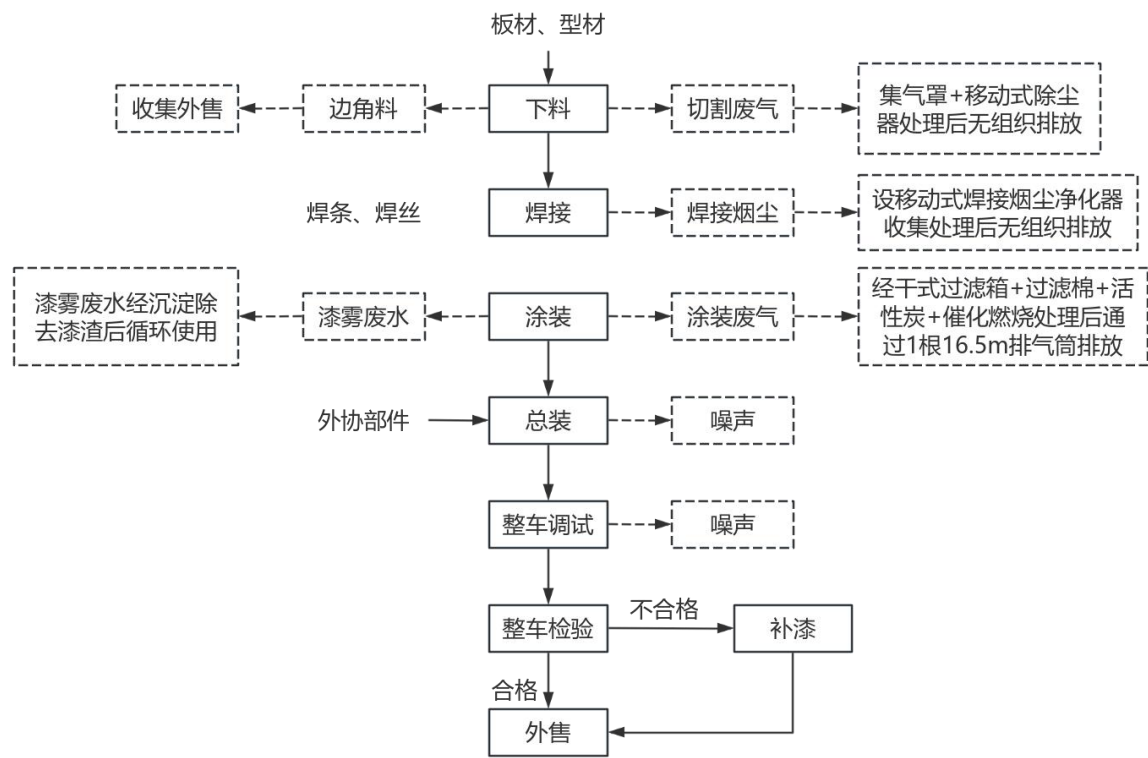 板材、型材
收集外售
边角料
下料
切割废气
集气罩+移动式除尘
器处理后无组织排放
焊条、焊丝
焊接
焊接烟尘
设移动式焊接烟尘净化器
收集处理后无组织排放
漆雾废水经沉淀除
去漆渣后循环使用
漆雾废水
涂装
涂装废气
经干式过滤箱+过滤棉+活
性炭+催化燃烧处理后通
过1根16.5m排气筒排放
外协部件
总装
噪声
整车调试
噪声
整车检验
不合格
补漆
合格
外售